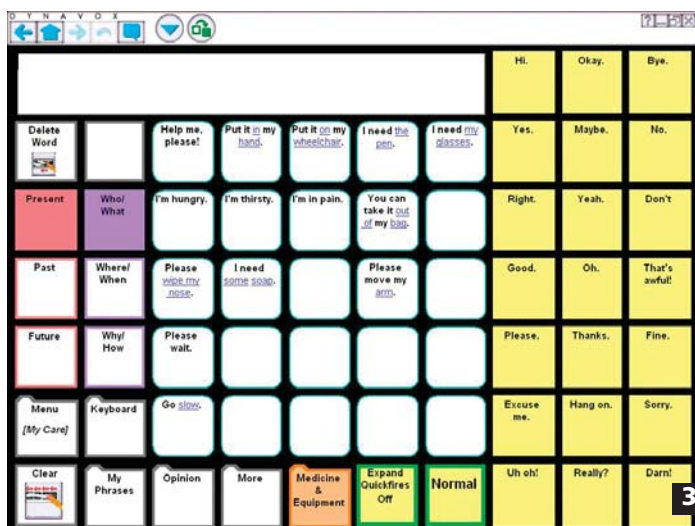 DYNAVOX
Hi.
Okay.
Bye.
Delete
Word
Help me,
please!
Put it in my
hand.
Put it on my
wheelchair.
I need the
pen.
I need my
glasses.
Yes.
Maybe.
No.
Present
Who/
What
I'm hungry.
I'm thirsty.
I'm in pain.
You can
take it out
of my bag.
Right.
Yeah.
Don't
Past
Where/
When
Please
wipe my
nose.
I need
some soap.
Please
move my
arm.
Good.
Oh.
That's
awful!
Future
Why/
How
Please
wait.
Please.
Thanks.
Fine.
Menu
[My Care]
Keyboard
Go slow.
Excuse
me.
Hang on.
Sorry.
Clear
My
Phrases
Opinion
More
Medicine
&
Equipment
Expand
Quickfires
Off
Normal
Uh oh!
Really?
Darn!
3